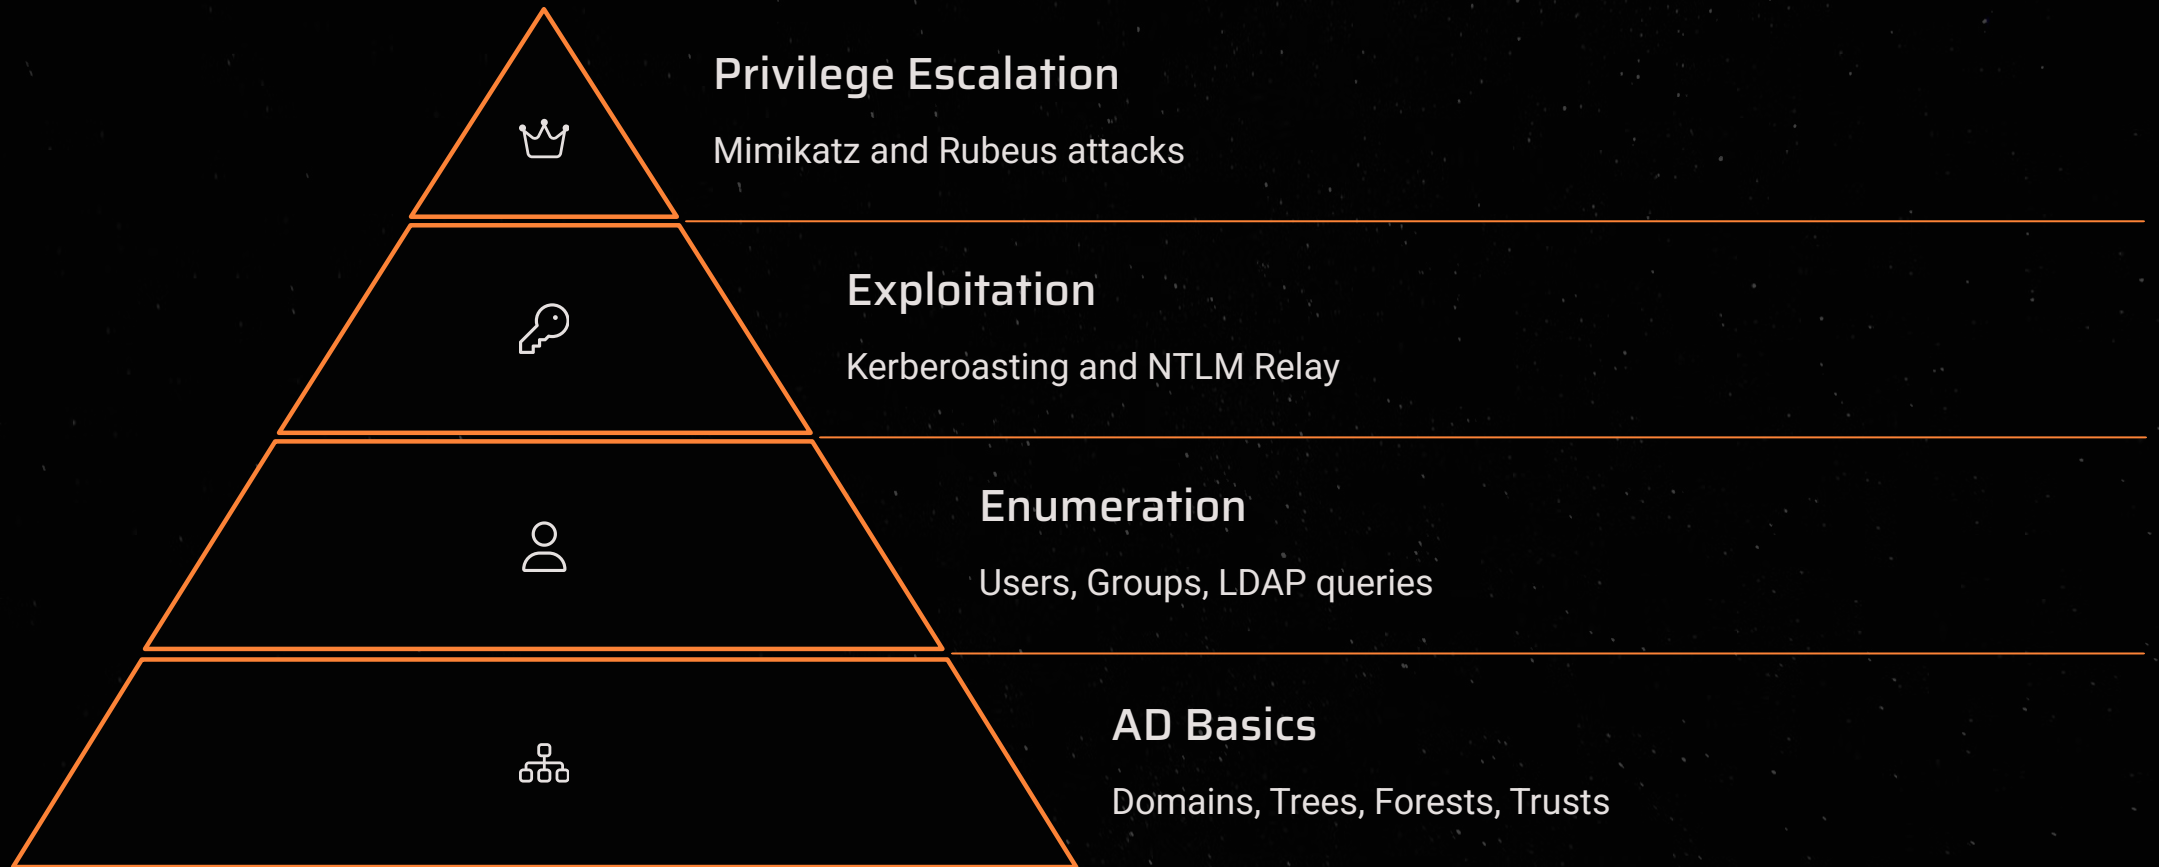 Privilege Escalation
Mimikatz and Rubeus attacks
Exploitation
Kerberoasting and NTLM Relay
Enumeration
Users, Groups, LDAP queries
AD Basics
Domains, Trees, Forests, Trusts